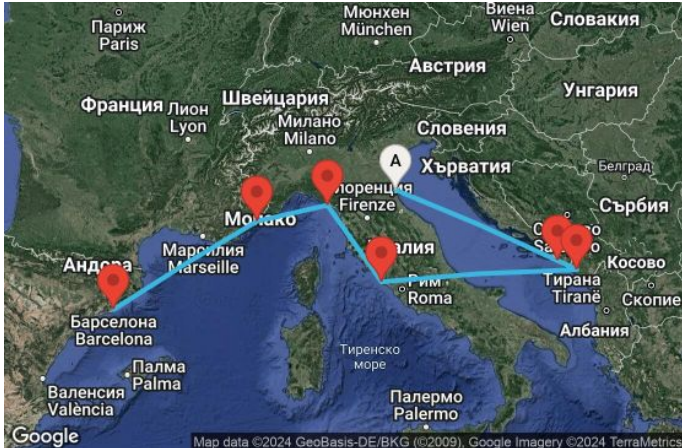 Париж
Paris
Мюнхен
München
Виена
Wien
Словакия
Австрия
Унгария
Франция
Лион
Lyon
Швейцария
Милано
Milano
Словения
A
Хърватия
Белград
Сърбия
лоренция
Firenze
Монако
Марсилия
Marseille
Андора
алия
Косово
Тирана
Tiranë
Скопие
Рим
Roma
Албания
Барселона
Barcelona
Тиренско
море
Палма
Palma
Валенсия
València
Палермо
Palermo
Google
Map data ©2024 GeoBasis-DE/BKG (©2009), Google Imagery ©2024 TerraMetrics